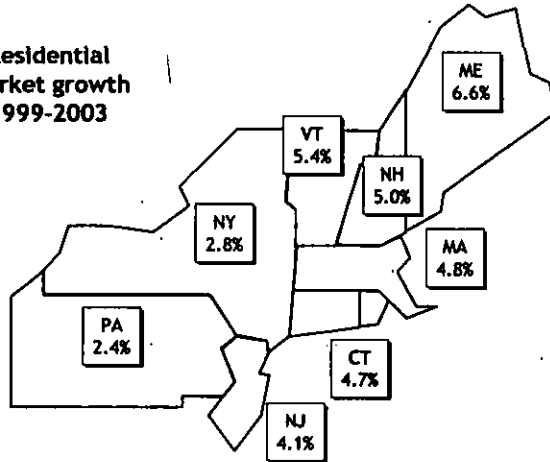 esidential
rket growth
999-2003
ME
6.6%
VT
5.4%
NH
5.0%
NY
2.8%
MA
4.8%
PA
2.4%
CT
4.7%
NJ
4.1%